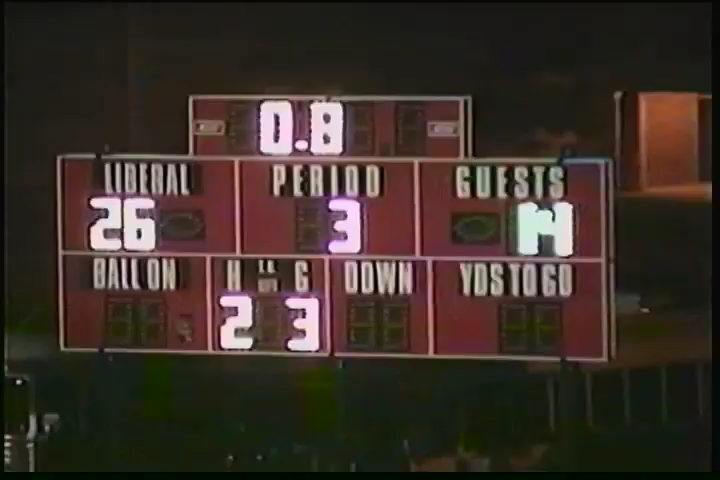 0.8
LIBERAL PERIOD GUESTS
26 3 14
BALL ON H G DOWN YDS TO GO
2 3